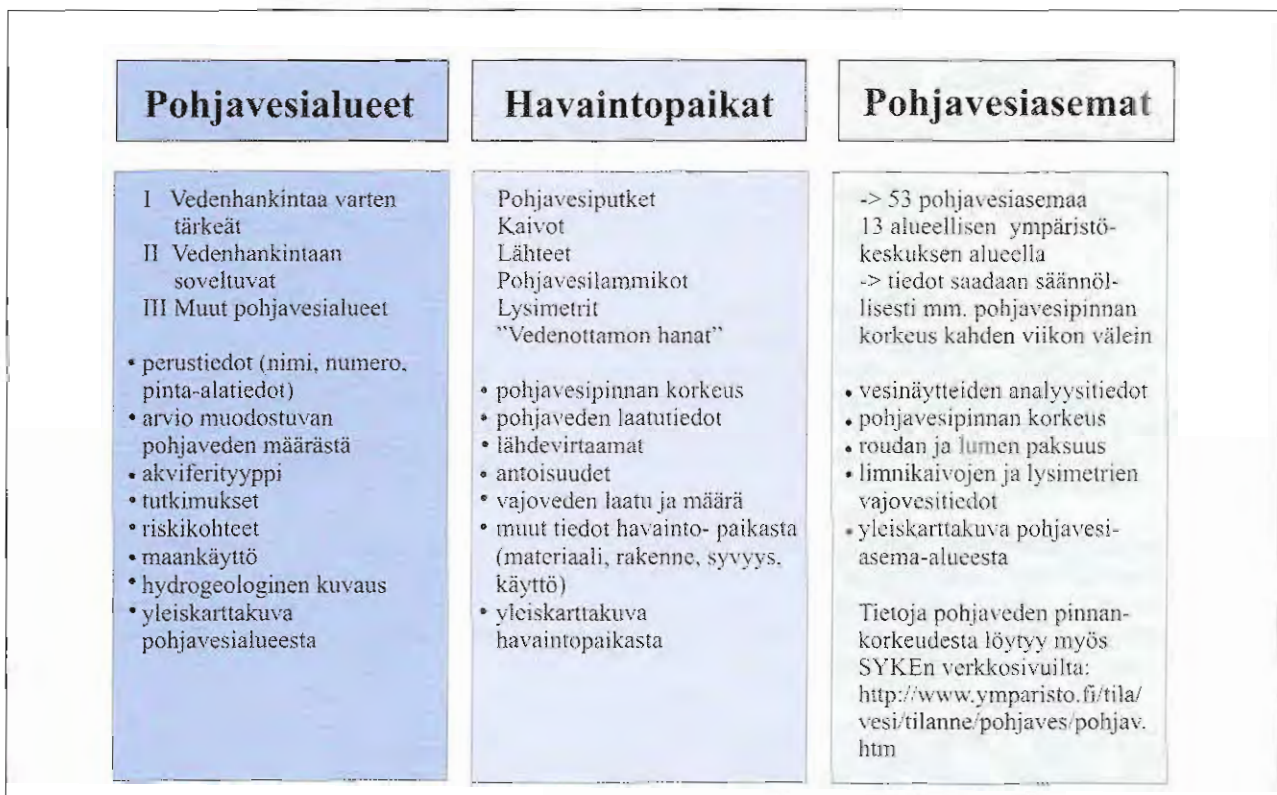 Pohjavesialueet
I Vedenhankintaa varten
tärkeät
II Vedenhankintaan
soveltuvat
III Muut pohjavesialueet
• perustiedot (nimi, numero,
pinta-alatiedot)
• arvio muodostuvan
pohjaveden määrästä
• akviferityyppi
• tutkimukset
• riskikohteet
• maankäyttö
• hydrogeologinen kuvaus
• yleiskarttakuva
pohjavesialueesta
Havaintopaikat
Pohjavesiputket
Kaivot
Lähteet
Pohjavesilammikot
Lysimetrit
"Vedenottamon hanat"
• pohjavesipinnan korkeus
• pohjaveden laatutiedot
• lähdevirtaamat
• antoisuudet
• vajoveden laatu ja määrä
• muut tiedot havainto- paikasta
(materiaali, rakenne, syvyys,
käyttö)
• yleiskarttakuva
havaintopaikasta
Pohjavesiasemat
-> 53 pohjavesiasemaa
13 alueellisen ympäristö-
keskuksen alueella
-> tiedot saadaan säännöl-
lisesti mm. pohjavesipinnan
korkeus kahden viikon välein
• vesinäytteiden analyysitiedot
• pohjavesipinnan korkeus
• roudan ja lumen paksuus
• limnikaivojen ja lysimetrien
vajovesitiedot
• yleiskarttakuva pohjavesi-
asema-alueesta
Tietoja pohjaveden pinnan-
korkeudesta löytyy myös
SYKEn verkkosivuilta:
http://www.ymparisto.fi/tila/
vesi/tilanne/pohjaves/pohjav.
htm